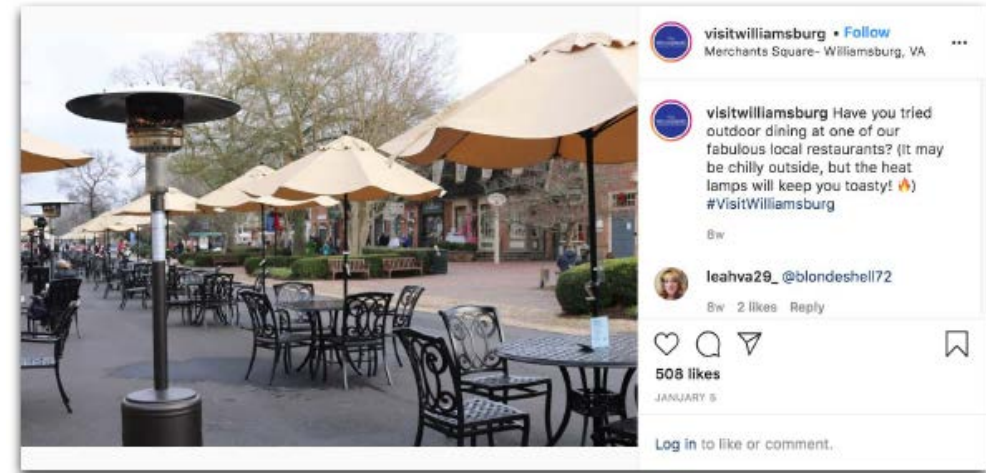 visitwilliamsburg • Follow
Merchants Square- Williamsburg, VA
visitwilliamsburg Have you tried
outdoor dining at one of our
fabulous local restaurants? (It may
be chilly outside, but the heat
lamps will keep you toasty! 🔥)
#VisitWilliamsburg
8w
leahva29_ @blondeshell72
8w 2 likes Reply
508 likes
JANUARY 5
Log in to like or comment.